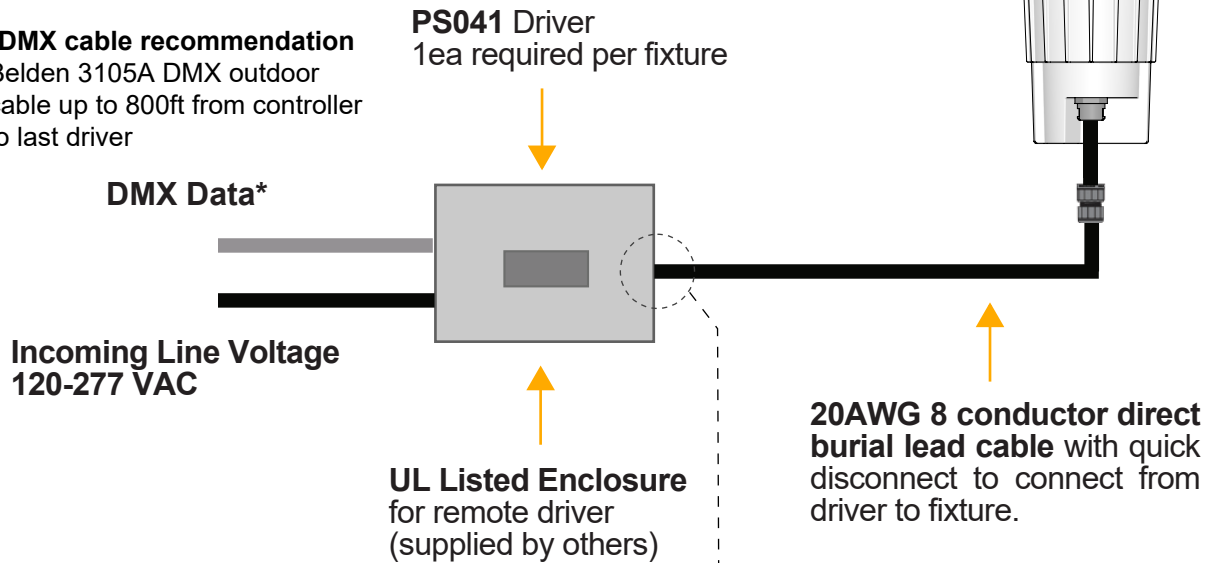 DMX cable recommendation
Belden 3105A DMX outdoor
cable up to 800ft from controller
to last driver
PS041 Driver
1ea required per fixture
DMX Data*
Incoming Line Voltage
120-277 VAC
UL Listed Enclosure
for remote driver
(supplied by others)
20AWG 8 conductor direct
burial lead cable with quick
disconnect to connect from
driver to fixture.